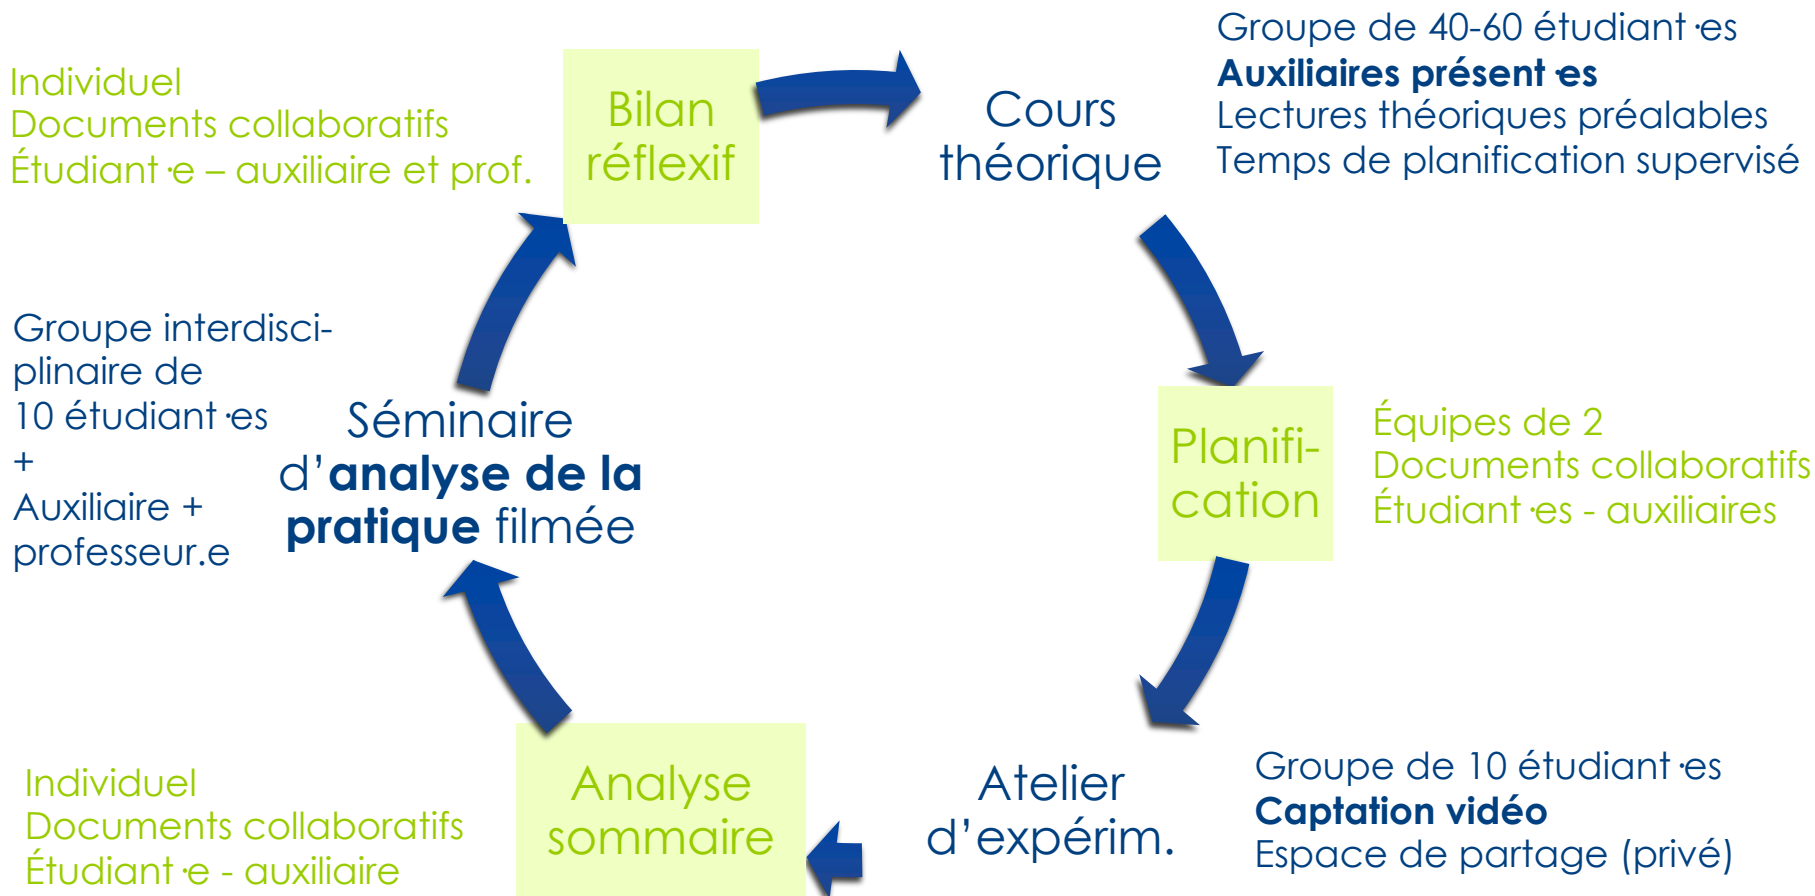 Individuel
Documents collaboratifs
Étudiant·e – auxiliaire et prof.
Bilan
réflexif
Cours
théorique
Groupe de 40-60 étudiant·es
Auxiliaires présent·es
Lectures théoriques préalables
Temps de planification supervisé
Planifi-
cation
Équipes de 2
Documents collaboratifs
Étudiant·es - auxiliaires
Atelier
d’expérim.
Groupe de 10 étudiant·es
Captation vidéo
Espace de partage (privé)
Analyse
sommaire
Individuel
Documents collaboratifs
Étudiant·e - auxiliaire
Séminaire
d’analyse de la
pratique filmée
Groupe interdisci-
plinaire de
10 étudiant·es
+
Auxiliaire +
professeur.e